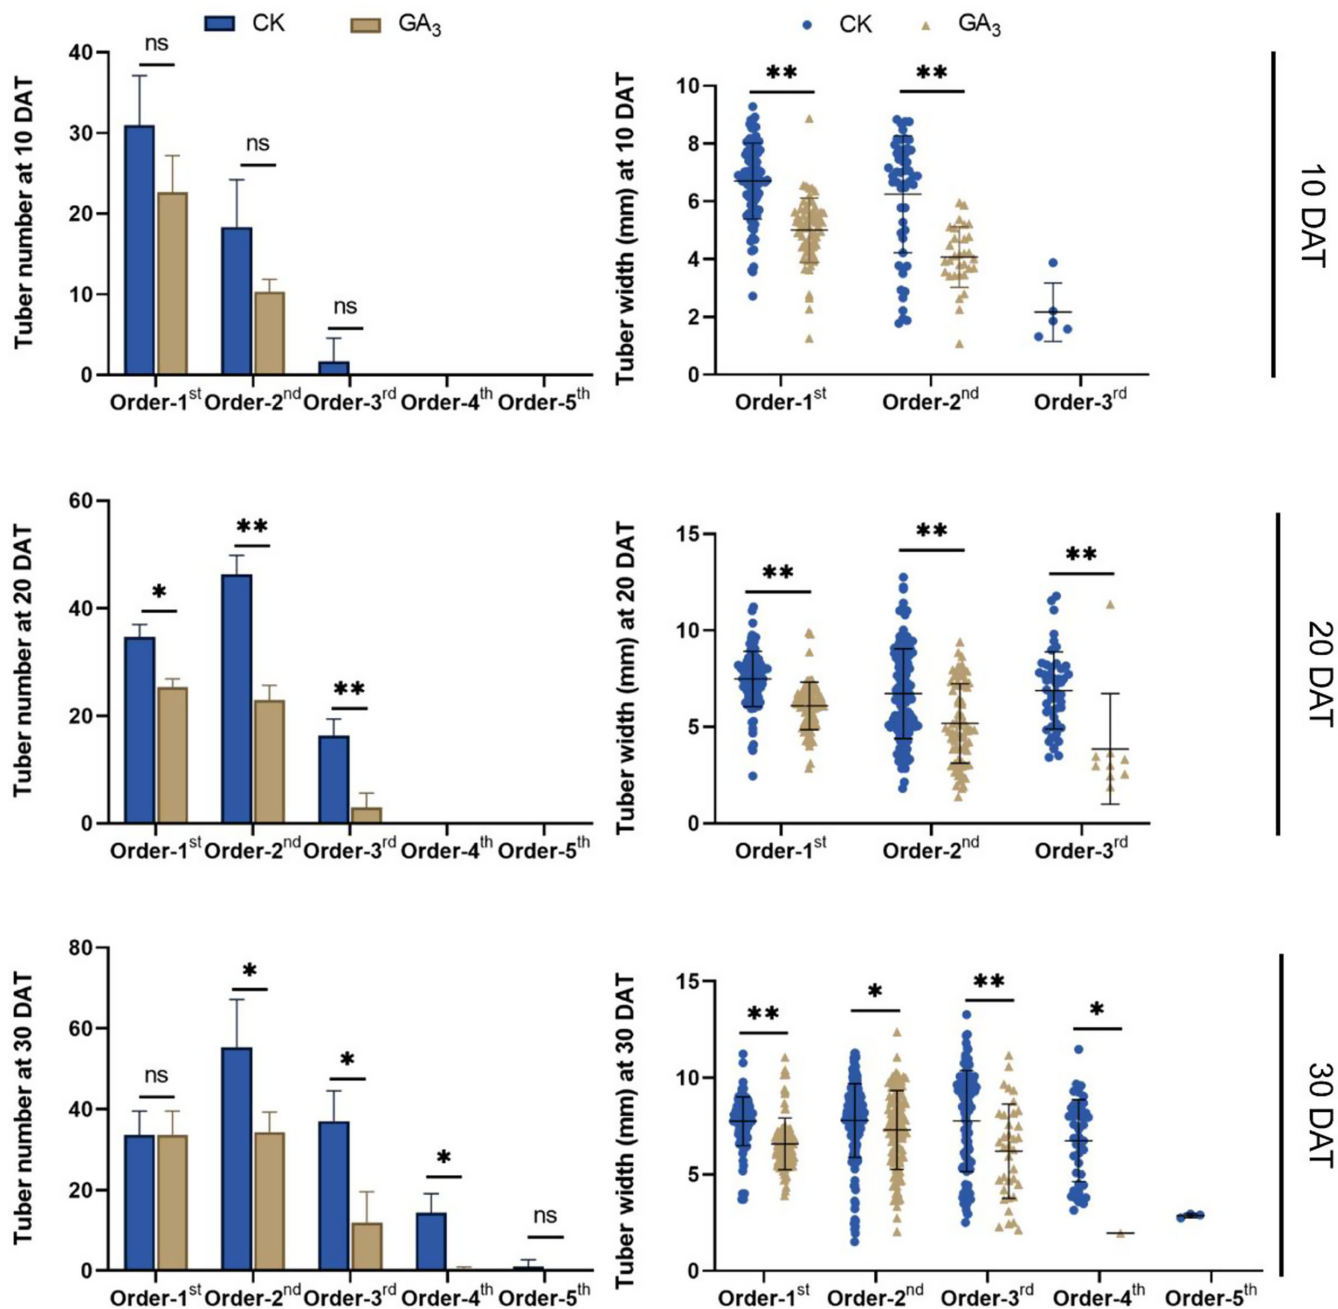 CK GA3
Tuber number at 10 DAT
40
30
20
10
0
ns
ns
ns
Order-1st Order-2nd Order-3rd Order-4th Order-5th
CK GA3
Tuber width (mm) at 10 DAT
10
8
6
4
2
0
**
**
Order-1st Order-2nd Order-3rd
10 DAT
Tuber number at 20 DAT
60
40
20
0
*
**
**
Order-1st Order-2nd Order-3rd Order-4th Order-5th
Tuber width (mm) at 20 DAT
15
10
5
0
**
**
**
Order-1st Order-2nd Order-3rd
20 DAT
Tuber number at 30 DAT
80
60
40
20
0
ns
*
*
*
ns
Order-1st Order-2nd Order-3rd Order-4th Order-5th
Tuber width (mm) at 30 DAT
15
10
5
0
**
*
**
*
Order-1st Order-2nd Order-3rd Order-4th Order-5th
30 DAT